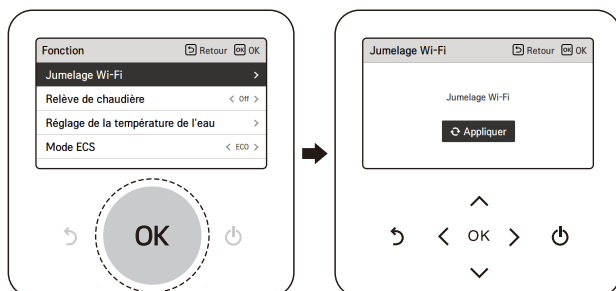 Fonction Retour OK OK
Jumelage Wi-Fi
Relève de chaudière Off
Réglage de la température de l'eau
Mode ECS ECO
OK
Jumelage Wi-Fi Retour OK OK
Jumelage Wi-Fi
Appliquer
OK